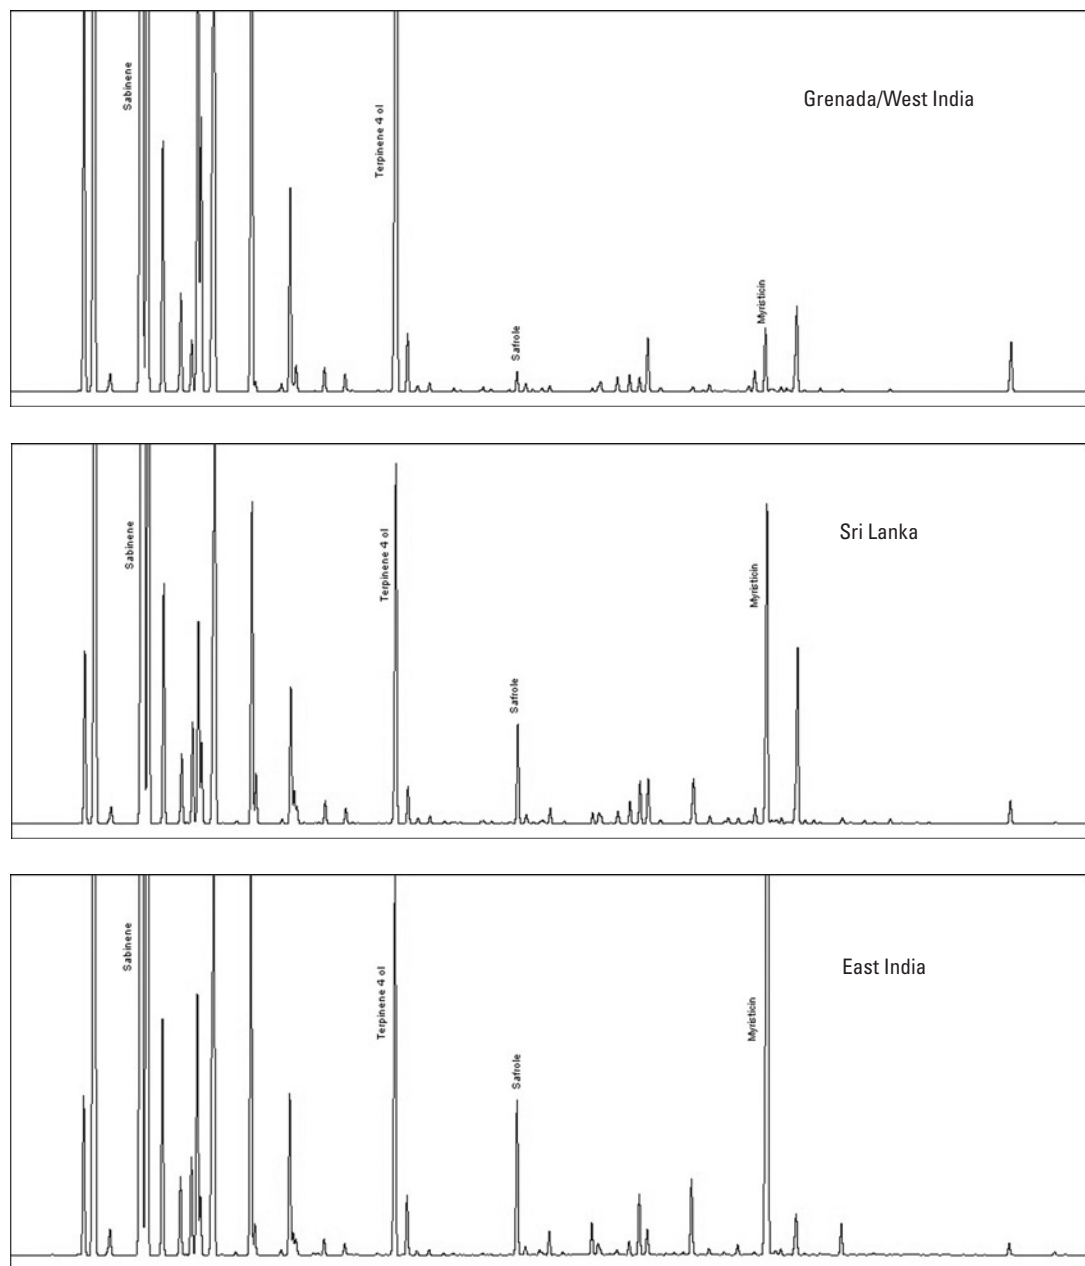 Sabinene
Terpinene 4 ol
Grenada/West India
Safrole
Myristicin
Sabinene
Terpinene 4 ol
Sri Lanka
Safrole
Myristicin
Sabinene
Terpinene 4 ol
East India
Safrole
Myristicin